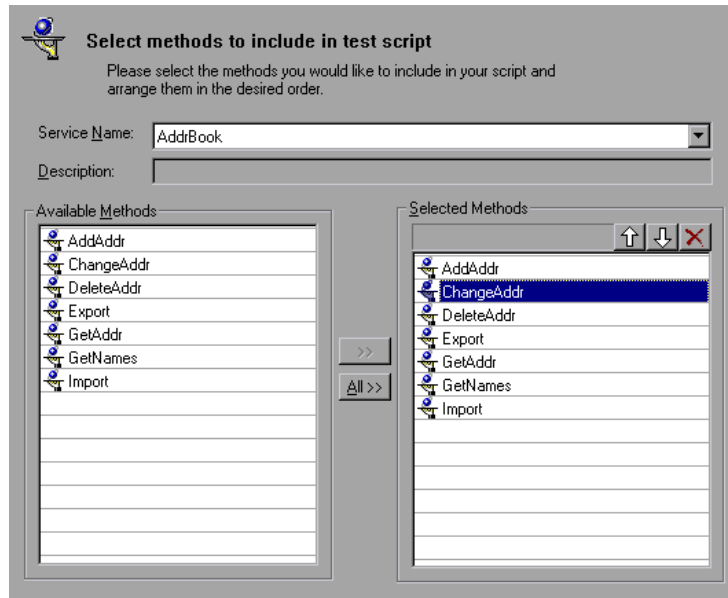 Select methods to include in test script
Please select the methods you would like to include in your script and
arrange them in the desired order.
Service Name:
AddrBook
Description:
Available Methods
AddAddr
ChangeAddr
DeleteAddr
Export
GetAddr
GetNames
Import
>>
All >>
Selected Methods
AddAddr
ChangeAddr
DeleteAddr
Export
GetAddr
GetNames
Import